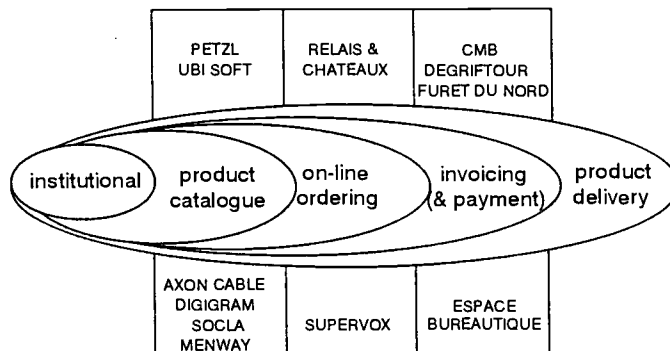 PETZL
UBI SOFT
RELAIS &
CHATEAUX
CMB
DEGRIFTOUR
FURET DU NORD
institutional
product
catalogue
on-line
ordering
invoicing
(& payment)
product
delivery
AXON CABLE
DIGIGRAM
SOCLA
MENWAY
SUPERVOX
ESPACE
BUREAUTIQUE